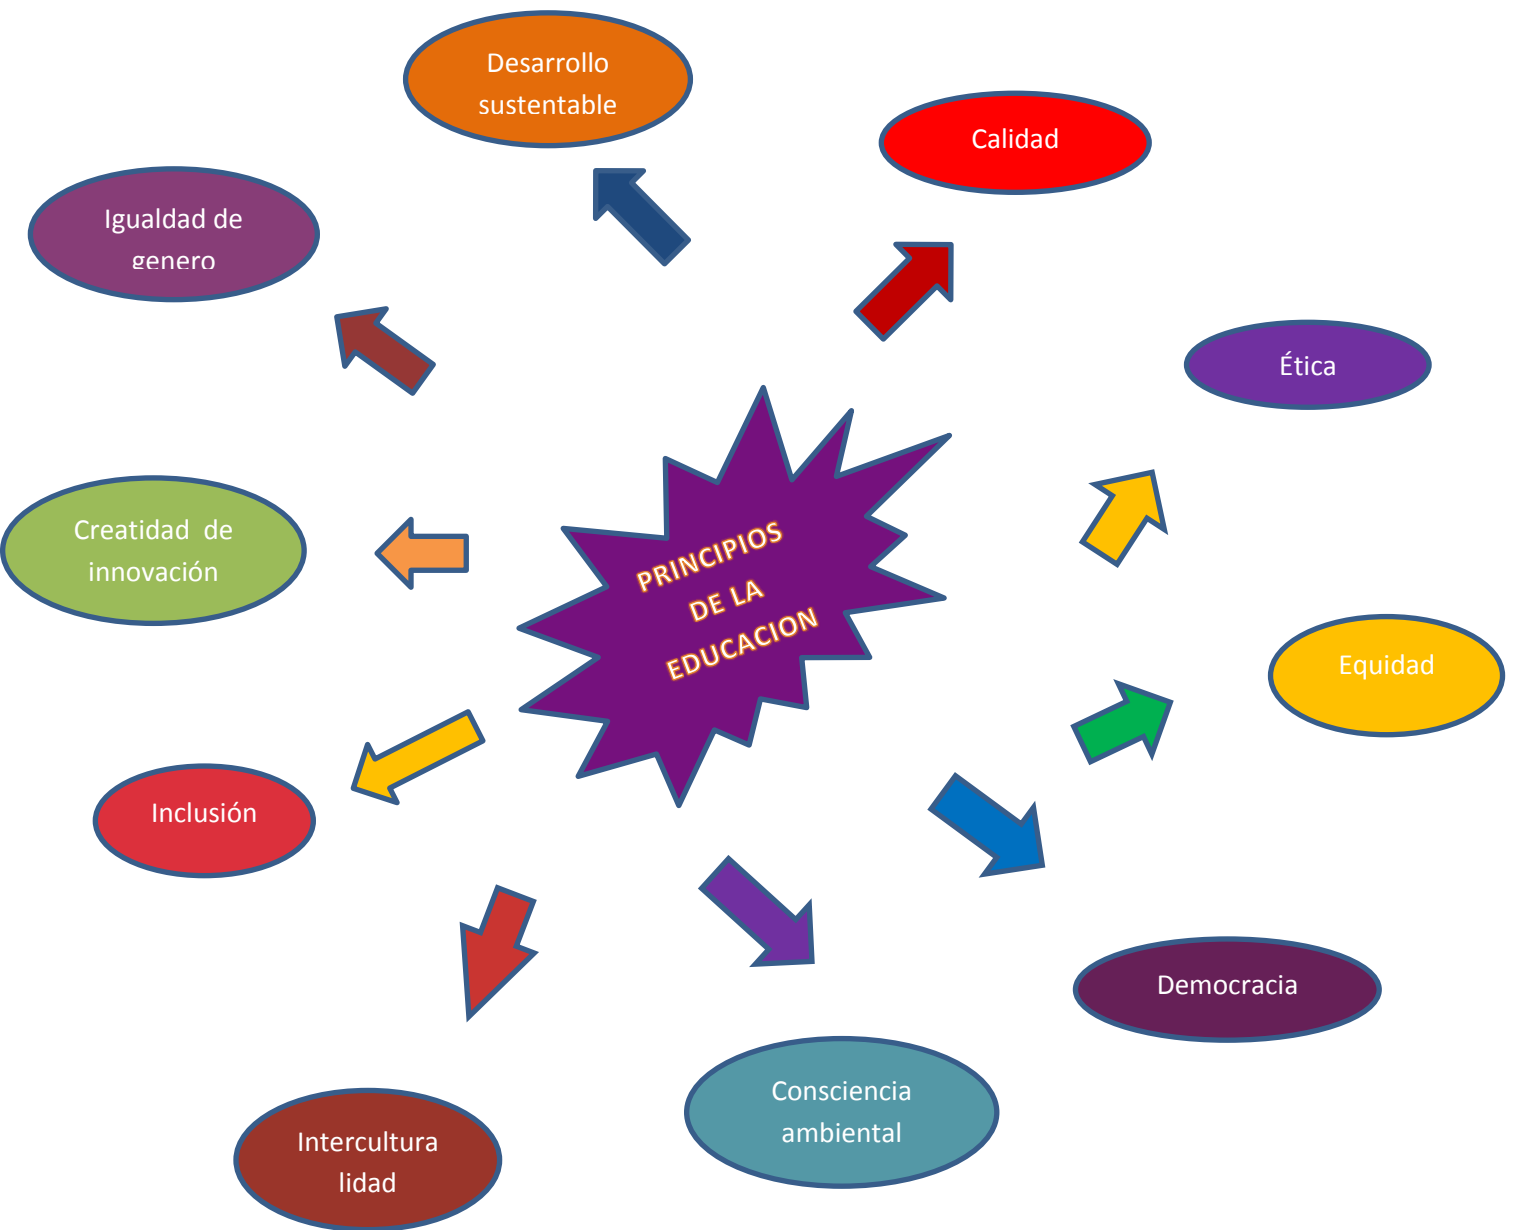 Desarrollo
sustentable
Calidad
Igualdad de
genero
Ética
PRINCIPIOS
DE LA
EDUCACION
Creatidad de
innovación
Equidad
Inclusión
Democracia
Consciencia
ambiental
Intercultura
lidad